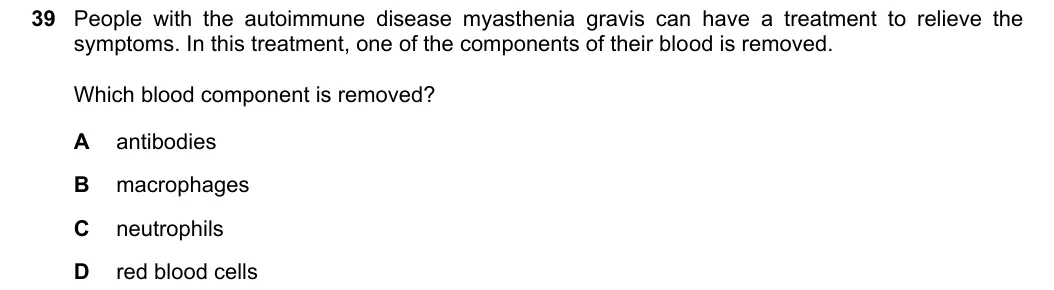 39 People with the autoimmune disease myasthenia gravis can have a treatment to relieve the
symptoms. In this treatment, one of the components of their blood is removed.
Which blood component is removed?
A antibodies
B macrophages
C neutrophils
D red blood cells